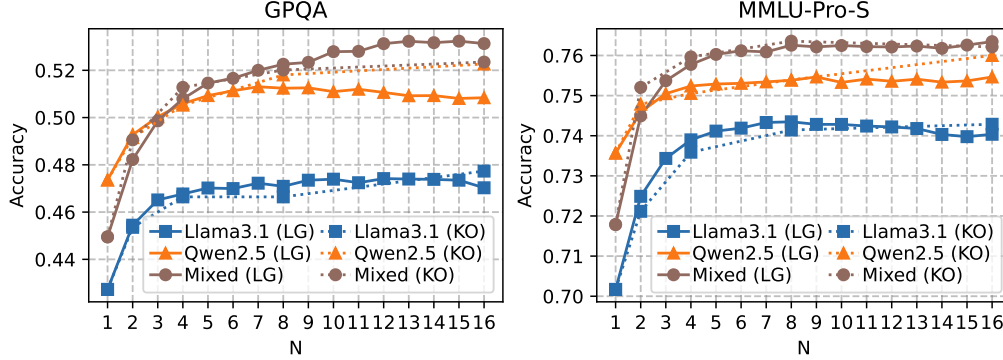 GPQA
Accuracy
0.52
0.50
0.48
0.46
0.44
Llama3.1 (LG) Llama3.1 (KO)
Qwen2.5 (LG) Qwen2.5 (KO)
Mixed (LG) Mixed (KO)
1 2 3 4 5 6 7 8 9 10 11 12 13 14 15 16
N
MMLU-Pro-S
Accuracy
0.76
0.75
0.74
0.73
0.72
0.71
0.70
Llama3.1 (LG) Llama3.1 (KO)
Qwen2.5 (LG) Qwen2.5 (KO)
Mixed (LG) Mixed (KO)
1 2 3 4 5 6 7 8 9 10 11 12 13 14 15 16
N